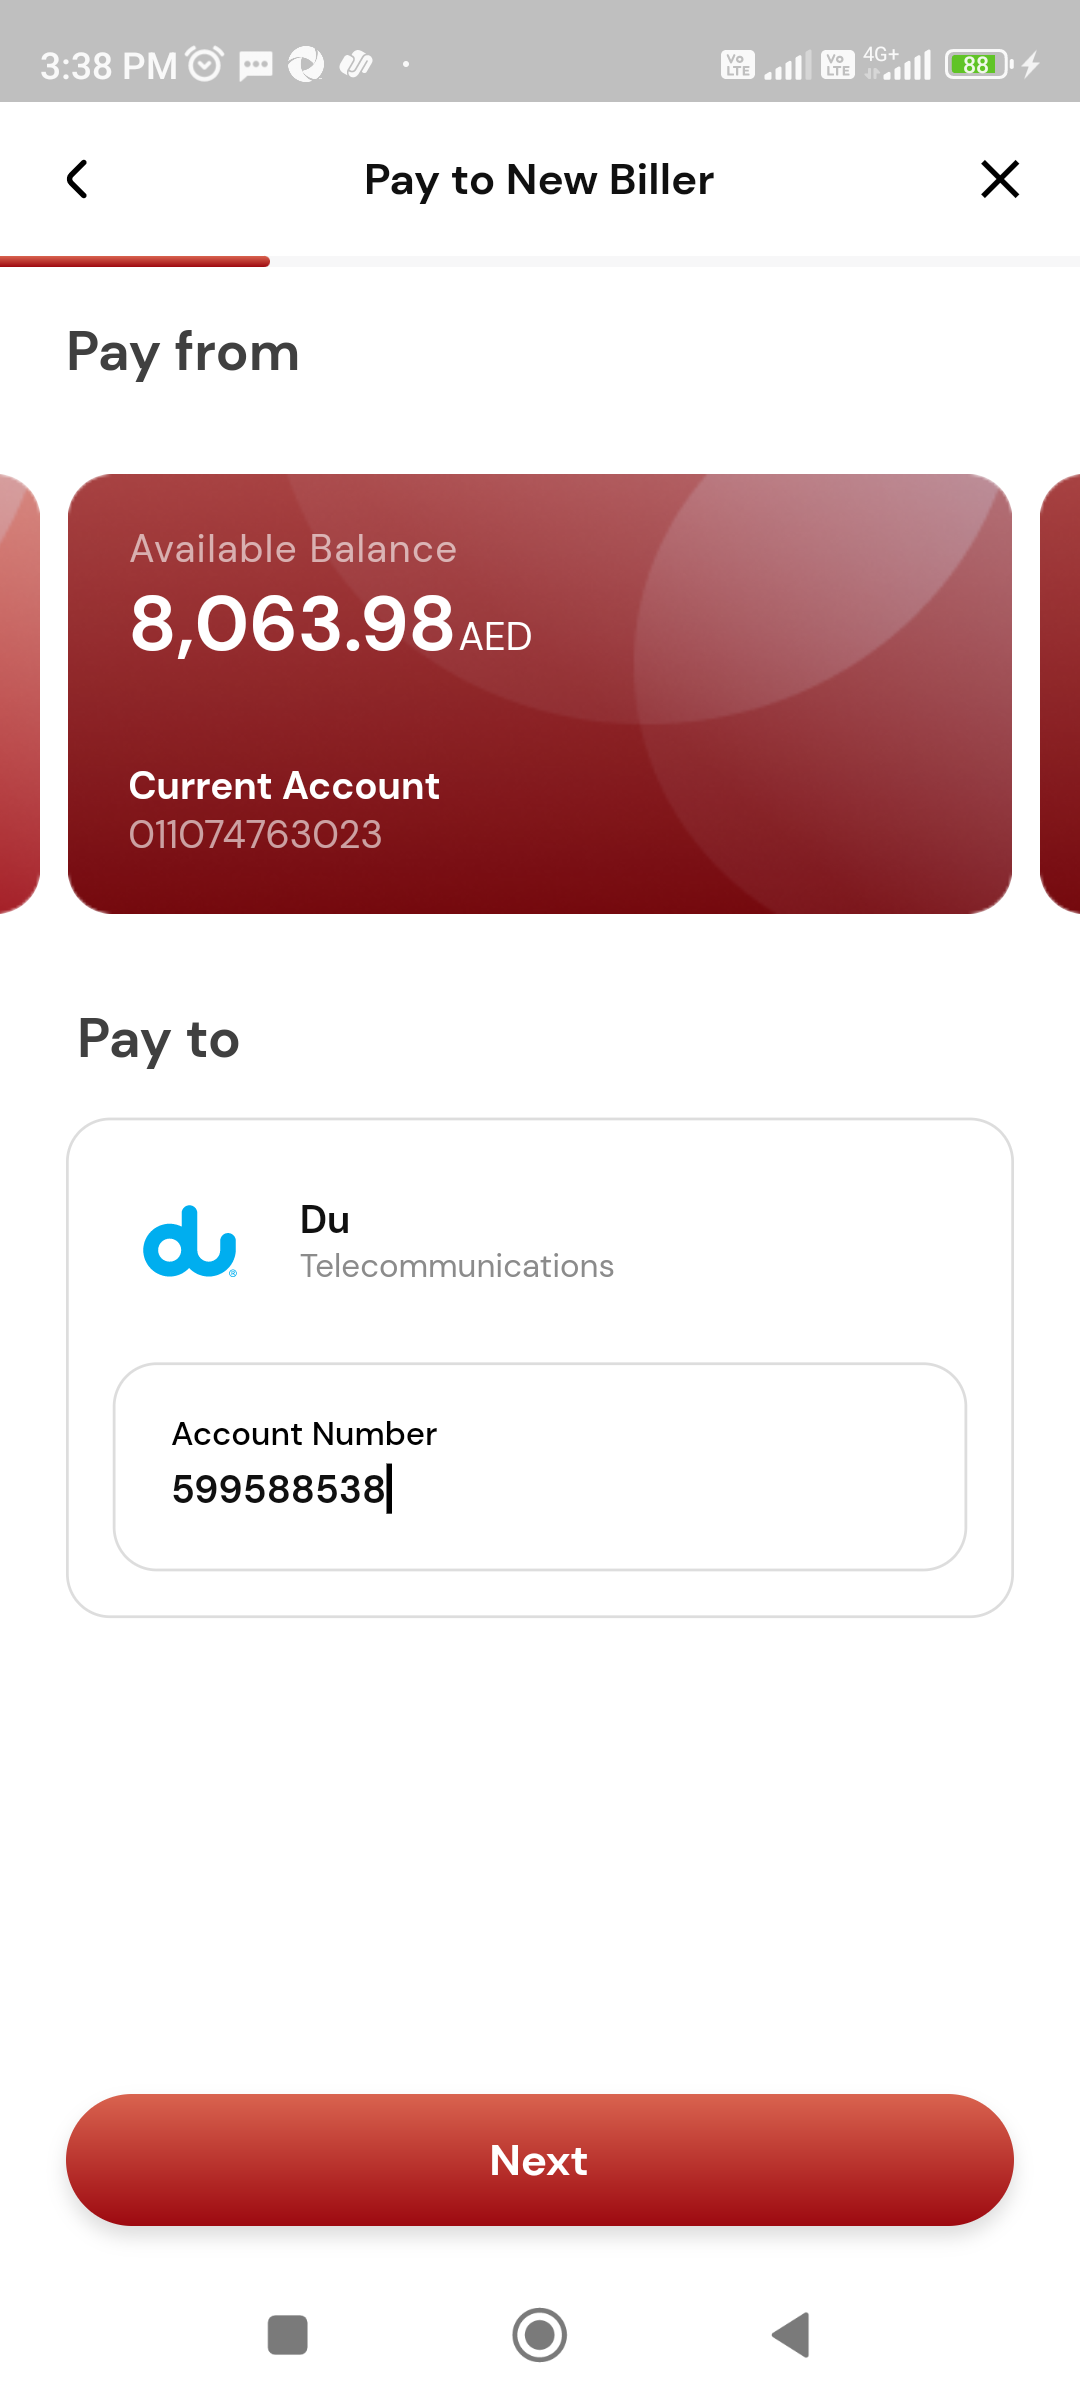 3:38 PM
Vo LTE Vo LTE 4G+ 88
Pay to New Biller
Pay from
Available Balance
8,063.98 AED
Current Account
011074763023
Pay to
du
Du
Telecommunications
Account Number
599588538
Next